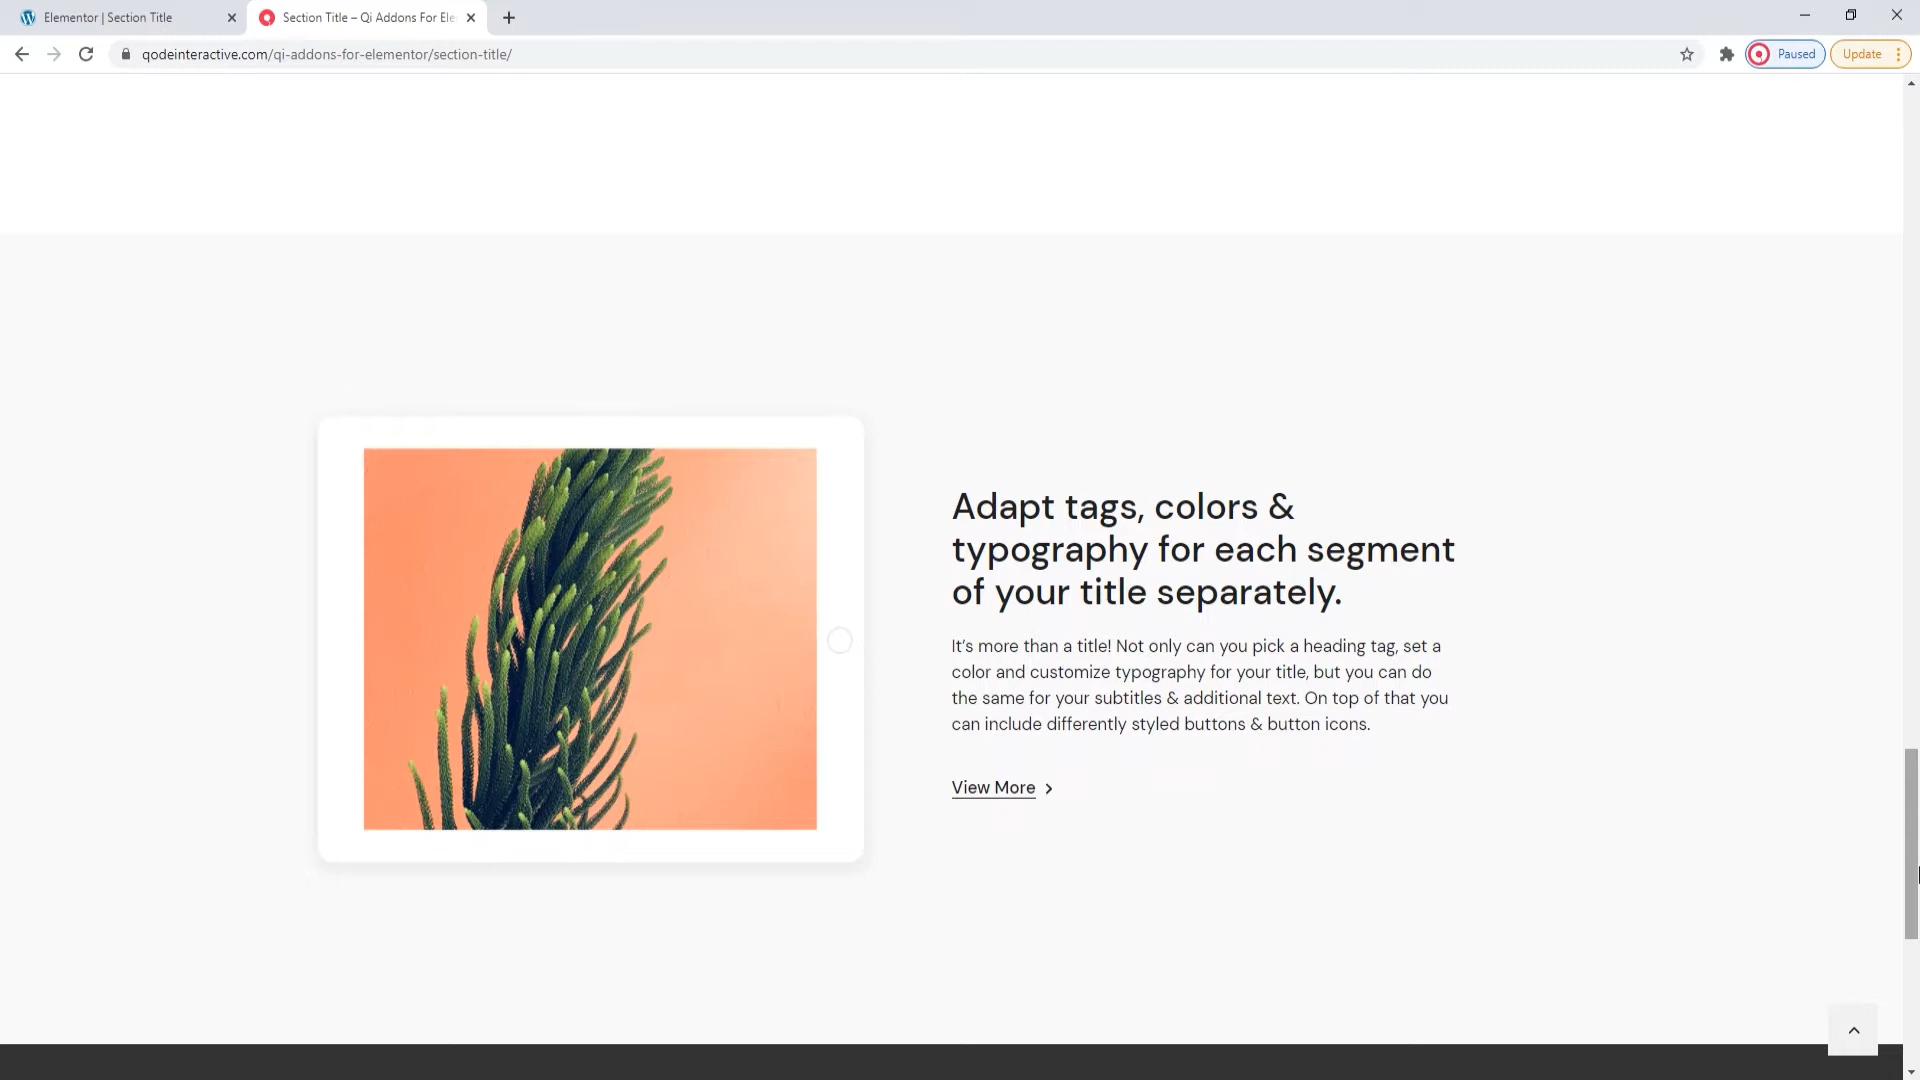 Elementor | Section Title
Section Title – Qi Addons For Ele
qodeinteractive.com/qi-addons-for-elementor/section-title/
Paused
Update
Adapt tags, colors &
typography for each segment
of your title separately.
It's more than a title! Not only can you pick a heading tag, set a
color and customize typography for your title, but you can do
the same for your subtitles & additional text. On top of that you
can include differently styled buttons & button icons.
View More